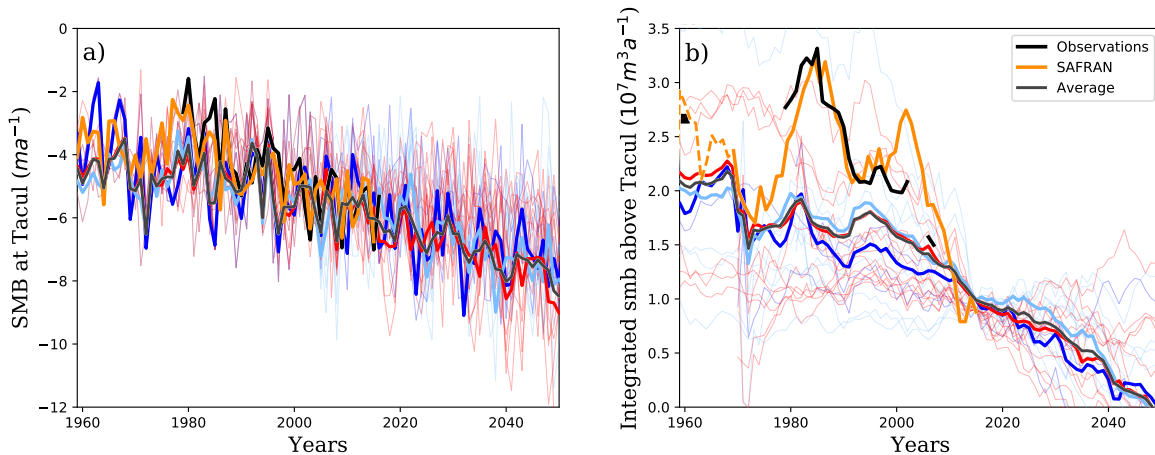 a)
SMB at Tacul (ma⁻¹)
0
−2
−4
−6
−8
−10
−12
1960
1980
2000
2020
2040
Years
b)
Integrated smb above Tacul (10⁷m³a⁻¹)
3.5
3.0
2.5
2.0
1.5
1.0
0.5
0.0
1960
1980
2000
2020
2040
Years
Observations
SAFRAN
Average